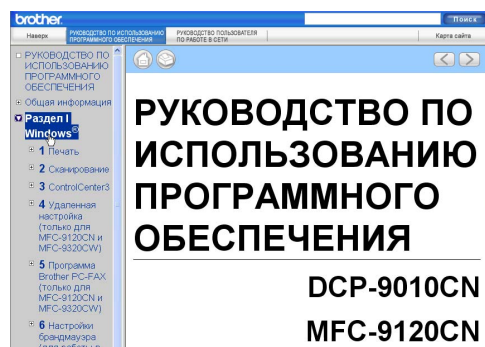 brother
Поиск
Наверх
РУКОВОДСТВО ПО ИСПОЛЬЗОВАНИЮ
ПРОГРАММНОГО ОБЕСПЕЧЕНИЯ
РУКОВОДСТВО ПОЛЬЗОВАТЕЛЯ
ПО РАБОТЕ В СЕТИ
Карта сайта
РУКОВОДСТВО ПО
ИСПОЛЬЗОВАНИЮ
ПРОГРАММНОГО
ОБЕСПЕЧЕНИЯ
Общая информация
Раздел I
Windows®
1 Печать
2 Сканирование
3 ControlCenter3
4 Удаленная
настройка
(только для
MFC-9120CN и
MFC-9320CW)
5 Программа
Brother PC-FAX
(только для
MFC-9120CN и
MFC-9320CW)
6 Настройки
брандмауэра
(для работы в
РУКОВОДСТВО ПО
ИСПОЛЬЗОВАНИЮ
ПРОГРАММНОГО
ОБЕСПЕЧЕНИЯ
DCP-9010CN
MFC-9120CN